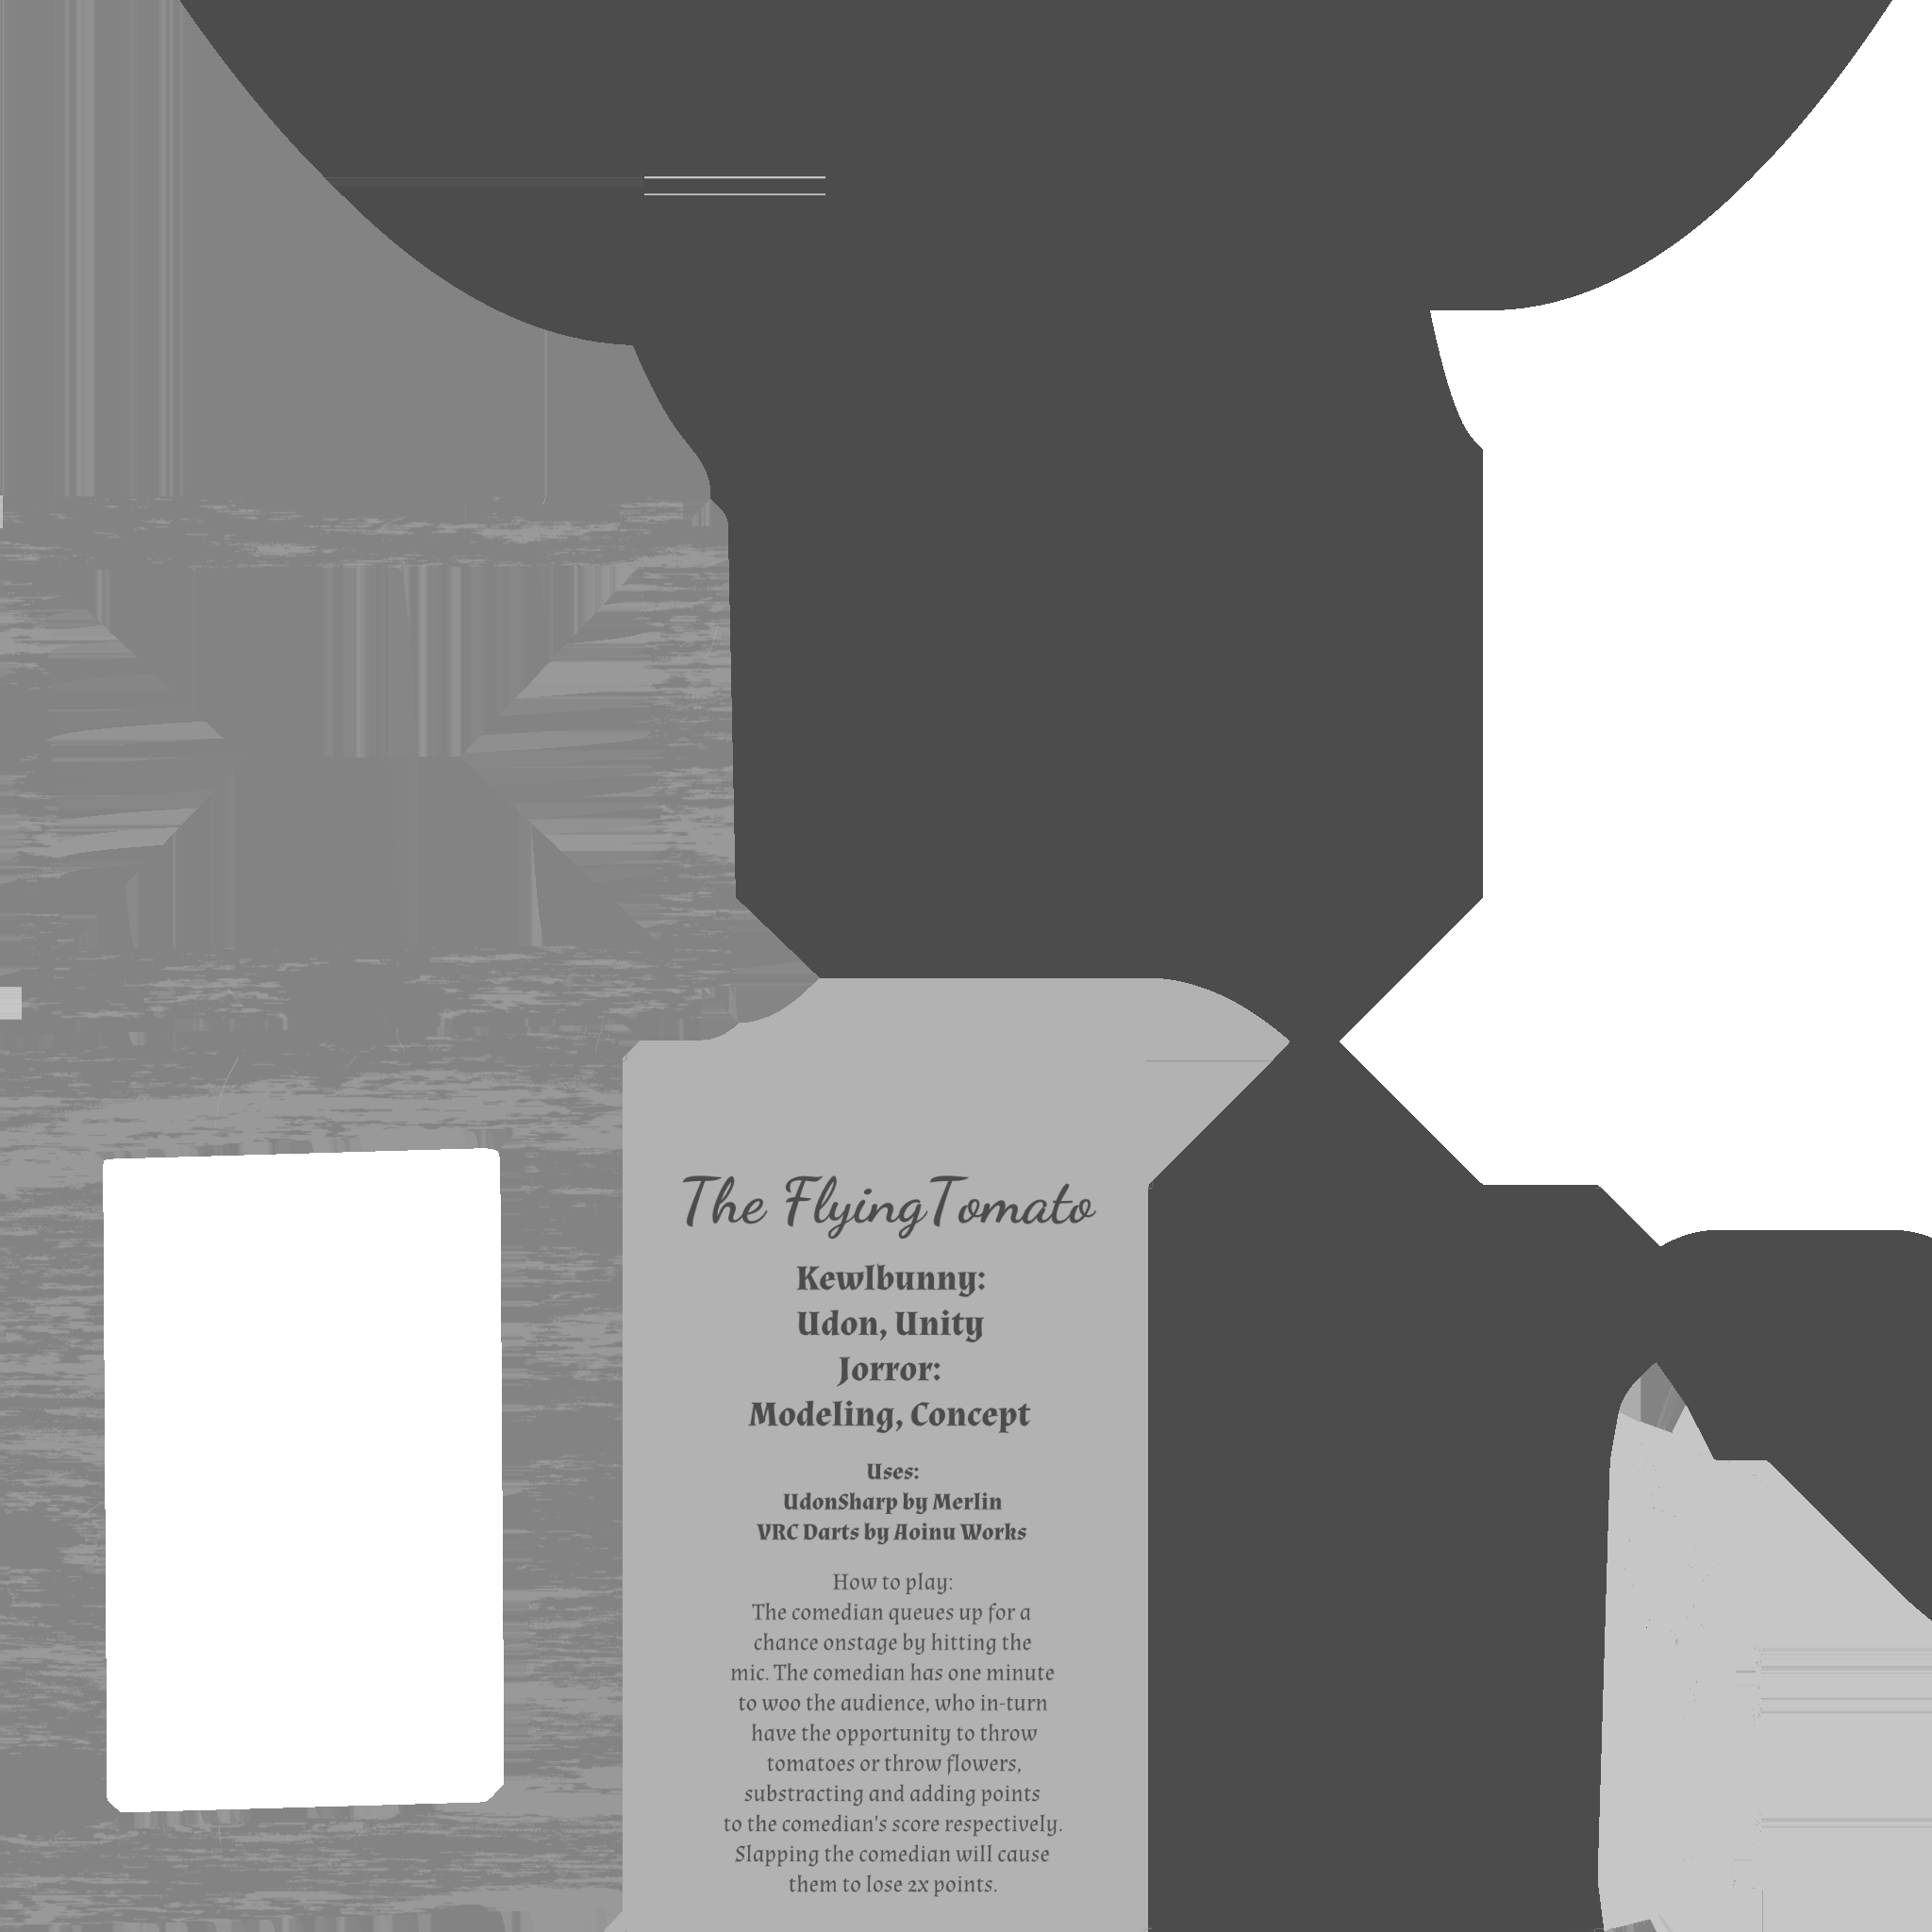 The FlyingTomato
Kewlbunny:
Udon, Unity
Jorror:
Modeling, Concept
Uses:
UdonSharp by Merlin
VRC Darts by Aoinu Works
How to play:
The comedian queues up for a
chance onstage by hitting the
mic. The comedian has one minute
to woo the audience, who in-turn
have the opportunity to throw
tomatoes or throw flowers,
substracting and adding points
to the comedian's score respectively.
Slapping the comedian will cause
them to lose 2x points.